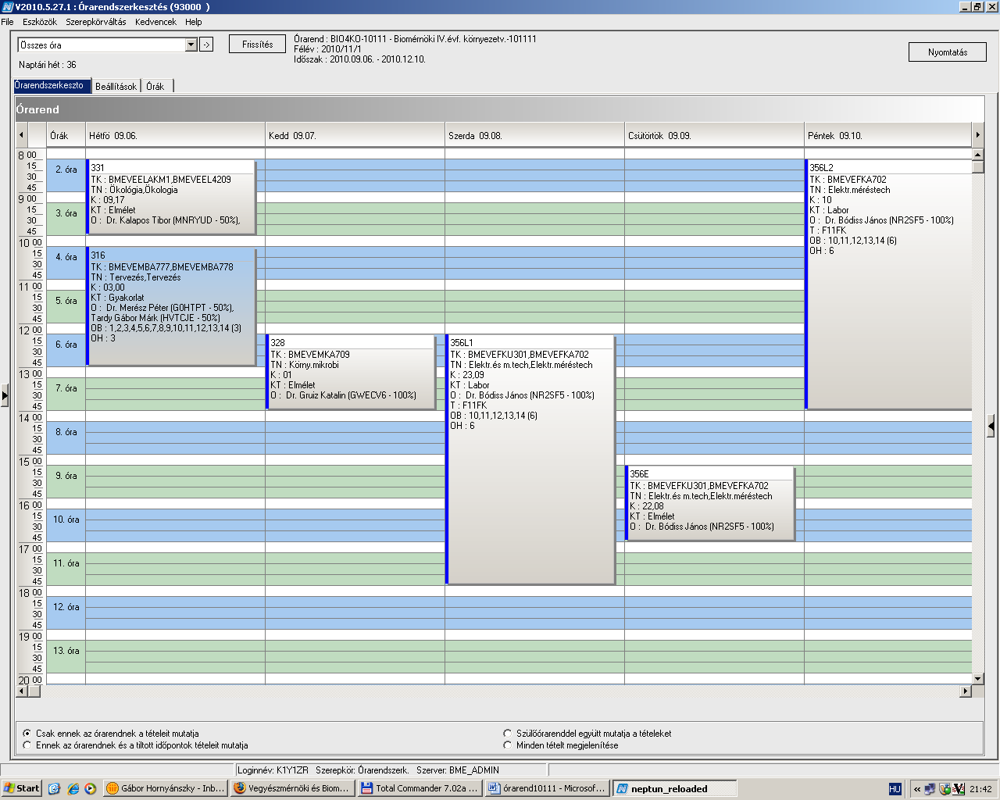 V2010.5.27.1 : Órarendszerkesztés (93000 )
File Eszközök Szerepkörváltás Kedvencek Help
Összes óra
->
Frissítés
Órarend : BIO4KO-10111 - Biomérnöki IV.évf. környezetv.-101111
Félév : 2010/11/1
Időszak : 2010.09.06. - 2010.12.10.
Nyomtatás
Naptári hét : 36
Órarendszerkeszto Beállítások Órák
Órarend
Órák Hétfő 09.06. Kedd 09.07. Szerda 09.08. Csütörtök 09.09. Péntek 09.10.
8 00
15
30
45
9 00
15
30
45
10 00
15
30
45
11 00
15
30
45
12 00
15
30
45
13 00
15
30
45
14 00
15
30
45
15 00
15
30
45
16 00
15
30
45
17 00
15
30
45
18 00
15
30
45
19 00
15
30
45
20 00
2. óra
3. óra
4. óra
5. óra
6. óra
7. óra
8. óra
9. óra
10. óra
11. óra
12. óra
13. óra
331
TK : BMEVEELAKM1,BMEVEEL4209
TN : Ökológia,Ökologia
K : 09,17
KT : Elmélet
O : Dr. Kalapos Tibor (MNRYUD - 50%),
316
TK : BMEVEMBA777,BMEVEMBA778
TN : Tervezés,Tervezés
K : 03,00
KT : Gyakorlat
O : Dr. Merész Péter (G0HTPT - 50%),
Tardy Gábor Márk (HVTCJE - 50%)
OB : 1,2,3,4,5,6,7,8,9,10,11,12,13,14 (3)
OH : 3
328
TK : BMEVEMKA709
TN : Körny.mikrobi
K : 01
KT : Elmélet
O : Dr. Gruiz Katalin (GWECV6 - 100%)
356L1
TK : BMEVEFKU301,BMEVEFKA702
TN : Elektr.és m.tech,Elektr.méréstech
K : 23,09
KT : Labor
O : Dr. Bódiss János (NR2SF5 - 100%)
T : F11FK
OB : 10,11,12,13,14 (6)
OH : 6
356E
TK : BMEVEFKU301,BMEVEFKA702
TN : Elektr.és m.tech,Elektr.méréstech
K : 22,08
KT : Elmélet
O : Dr. Bódiss János (NR2SF5 - 100%)
356L2
TK : BMEVEFKA702
TN : Elektr.méréstech
K : 10
KT : Labor
O : Dr. Bódiss János (NR2SF5 - 100%)
T : F11FK
OB : 10,11,12,13,14 (6)
OH : 6
Csak ennek az órarendnek a tételeit mutatja
Ennek az órarendnek és a tiltott időpontok tételeit mutatja
Szülőórarenddel együtt mutatja a tételeket
Minden tételt megjelenítése
Loginnév: K1Y1ZR Szerepkör: Órarendszerk. Szerver: BME_ADMIN
Start Gábor Hornyánszky - Inb... Vegyészmérnöki és Biom... Total Commander 7.02a ... órarend10111 - Microsof... neptun_reloaded HU « 21:42